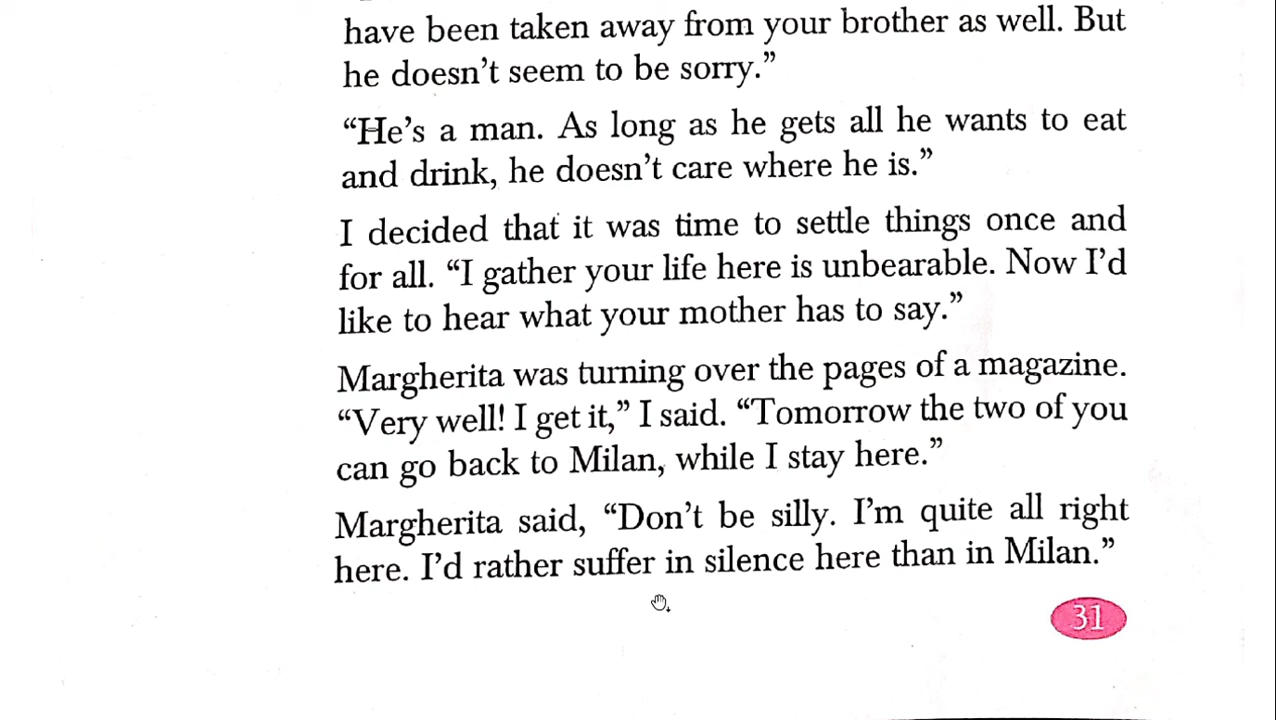 have been taken away from your brother as well. But
he doesn't seem to be sorry.”
“He's a man. As long as he gets all he wants to eat
and drink, he doesn't care where he is.”
I decided that it was time to settle things once and
for all. “I gather your life here is unbearable. Now I'd
like to hear what your mother has to say.”
Margherita was turning over the pages of a magazine.
“Very well! I get it,” I said. “Tomorrow the two of you
can go back to Milan, while I stay here.”
Margherita said, “Don't be silly. I'm quite all right
here. I'd rather suffer in silence here than in Milan.”
31